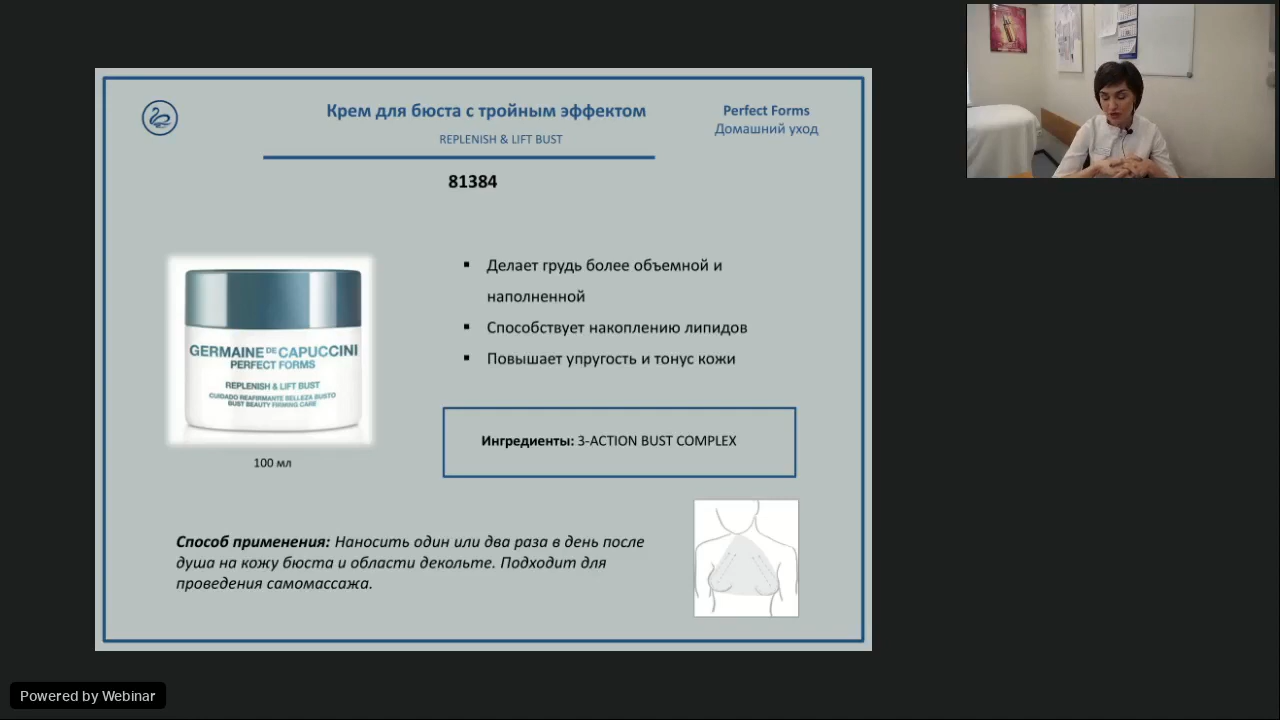 Крем для бюста с тройным эффектом
REPLENISH & LIFT BUST
Perfect Forms
Домашний уход
81384
▪ Делает грудь более объемной и
наполненной
▪ Способствует накоплению липидов
▪ Повышает упругость и тонус кожи
GERMAINE DE CAPUCCINI
PERFECT FORMS
REPLENISH & LIFT BUST
CUIDADO REAFIRMANTE BELLEZA BUSTO
BUST BEAUTY FIRMING CARE
100 мл
Ингредиенты: 3-ACTION BUST COMPLEX
Способ применения: Наносить один или два раза в день после
душа на кожу бюста и области декольте. Подходит для
проведения самомассажа.
Powered by Webinar